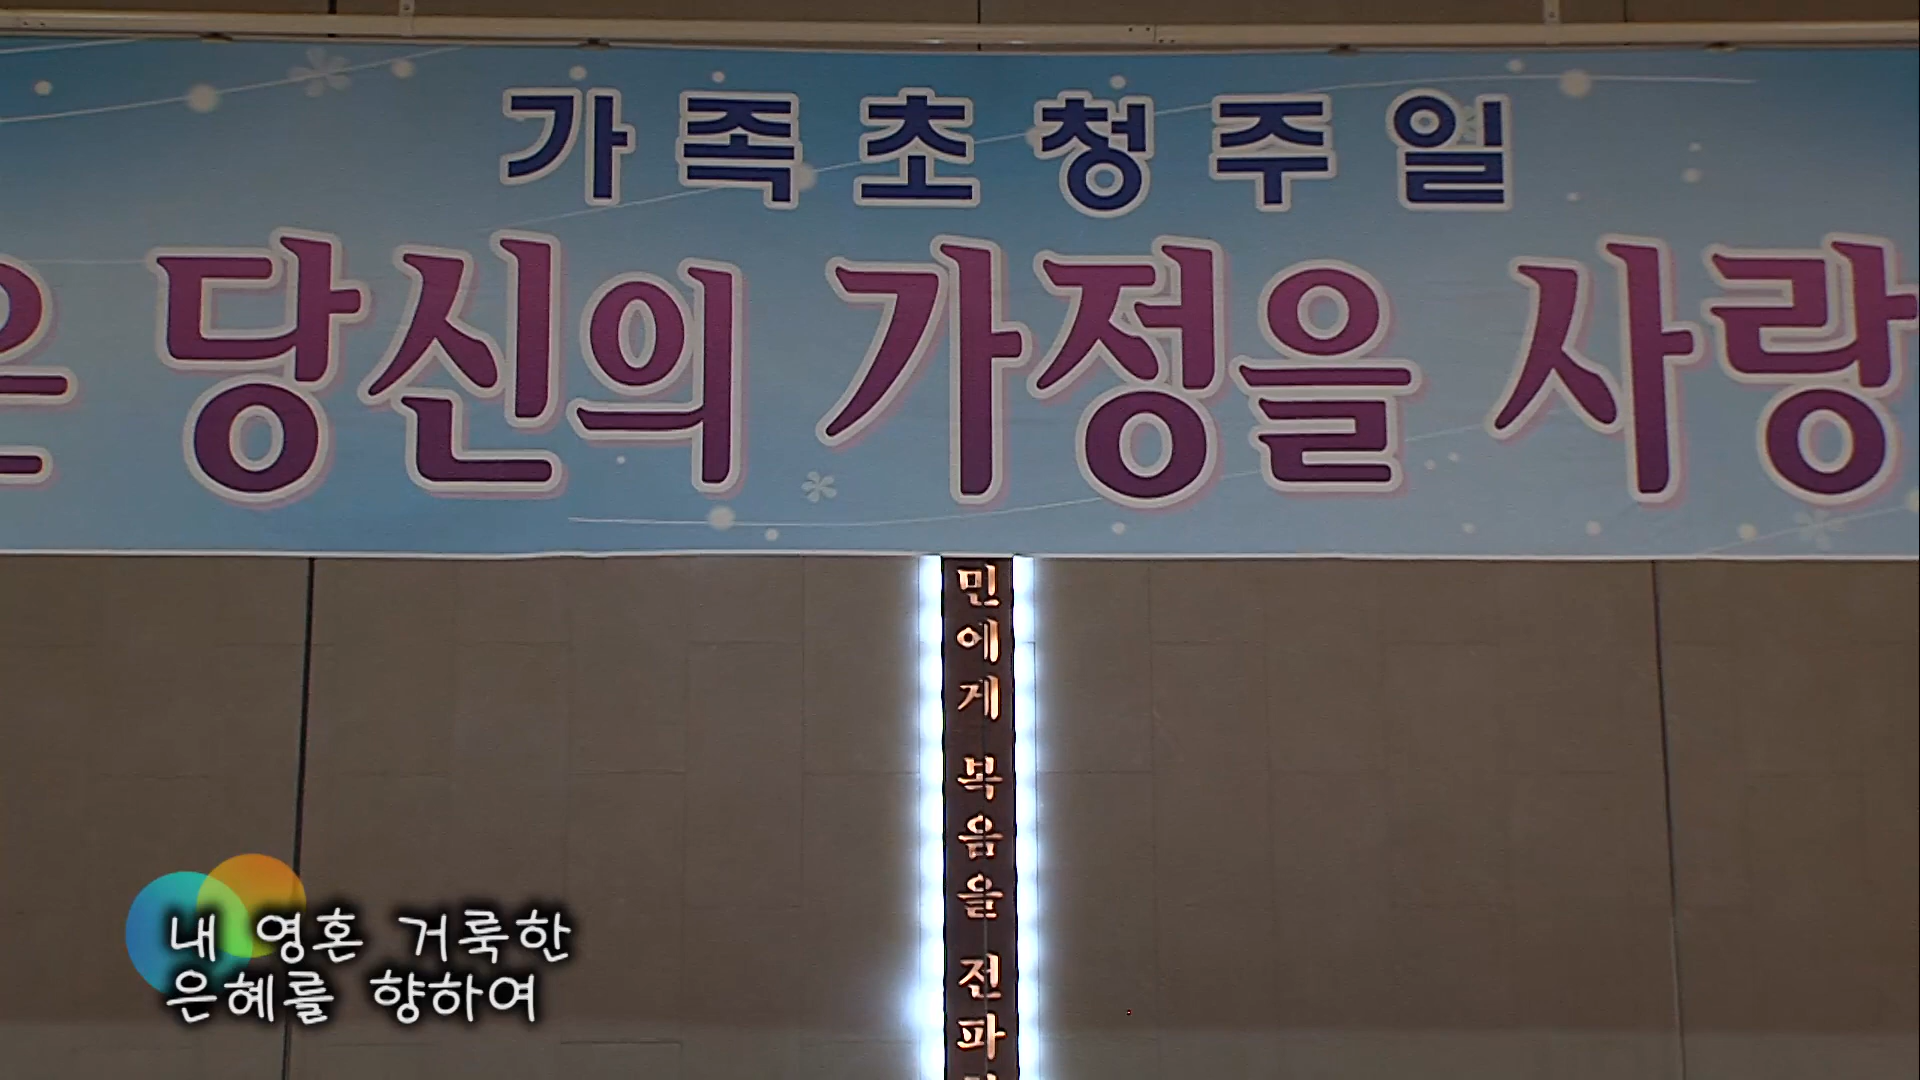 가족초청주일
은 당신의 가정을 사랑
민에게 복음을 전파
내 영혼 거룩한
은혜를 향하여